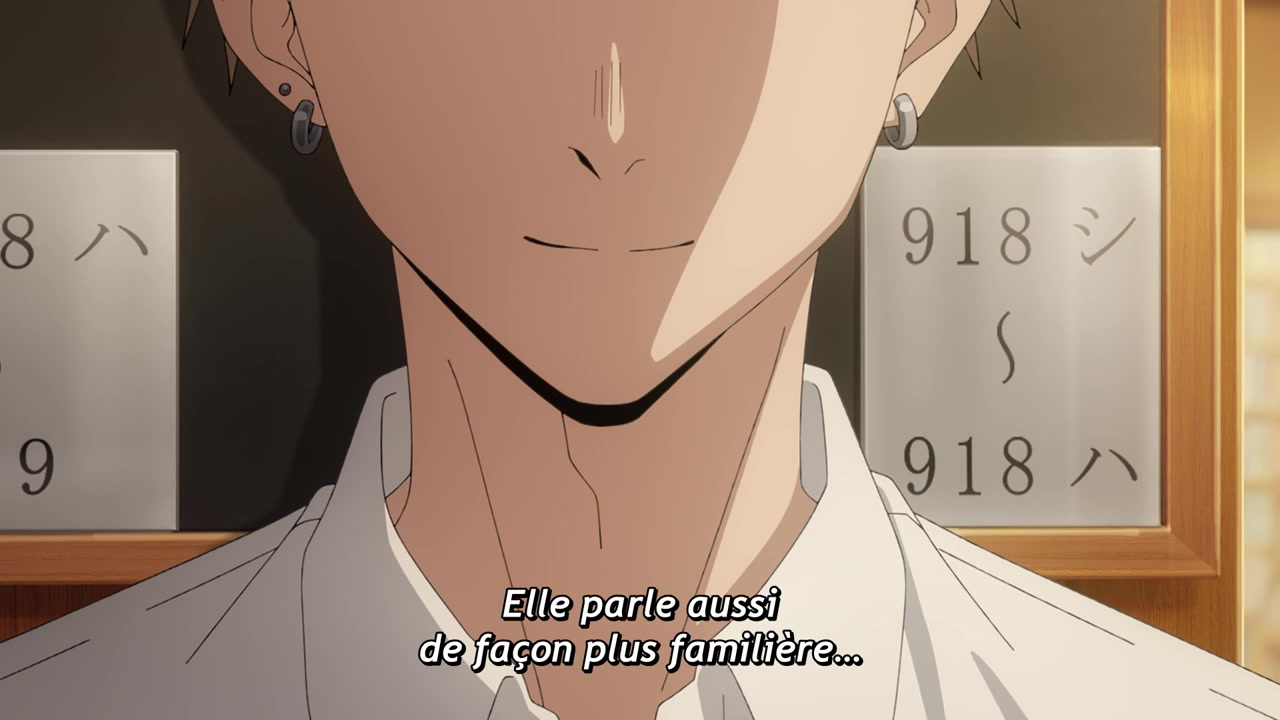 8 ハ
9
918 シ
〜
918 ハ
Elle parle aussi
de façon plus familière...